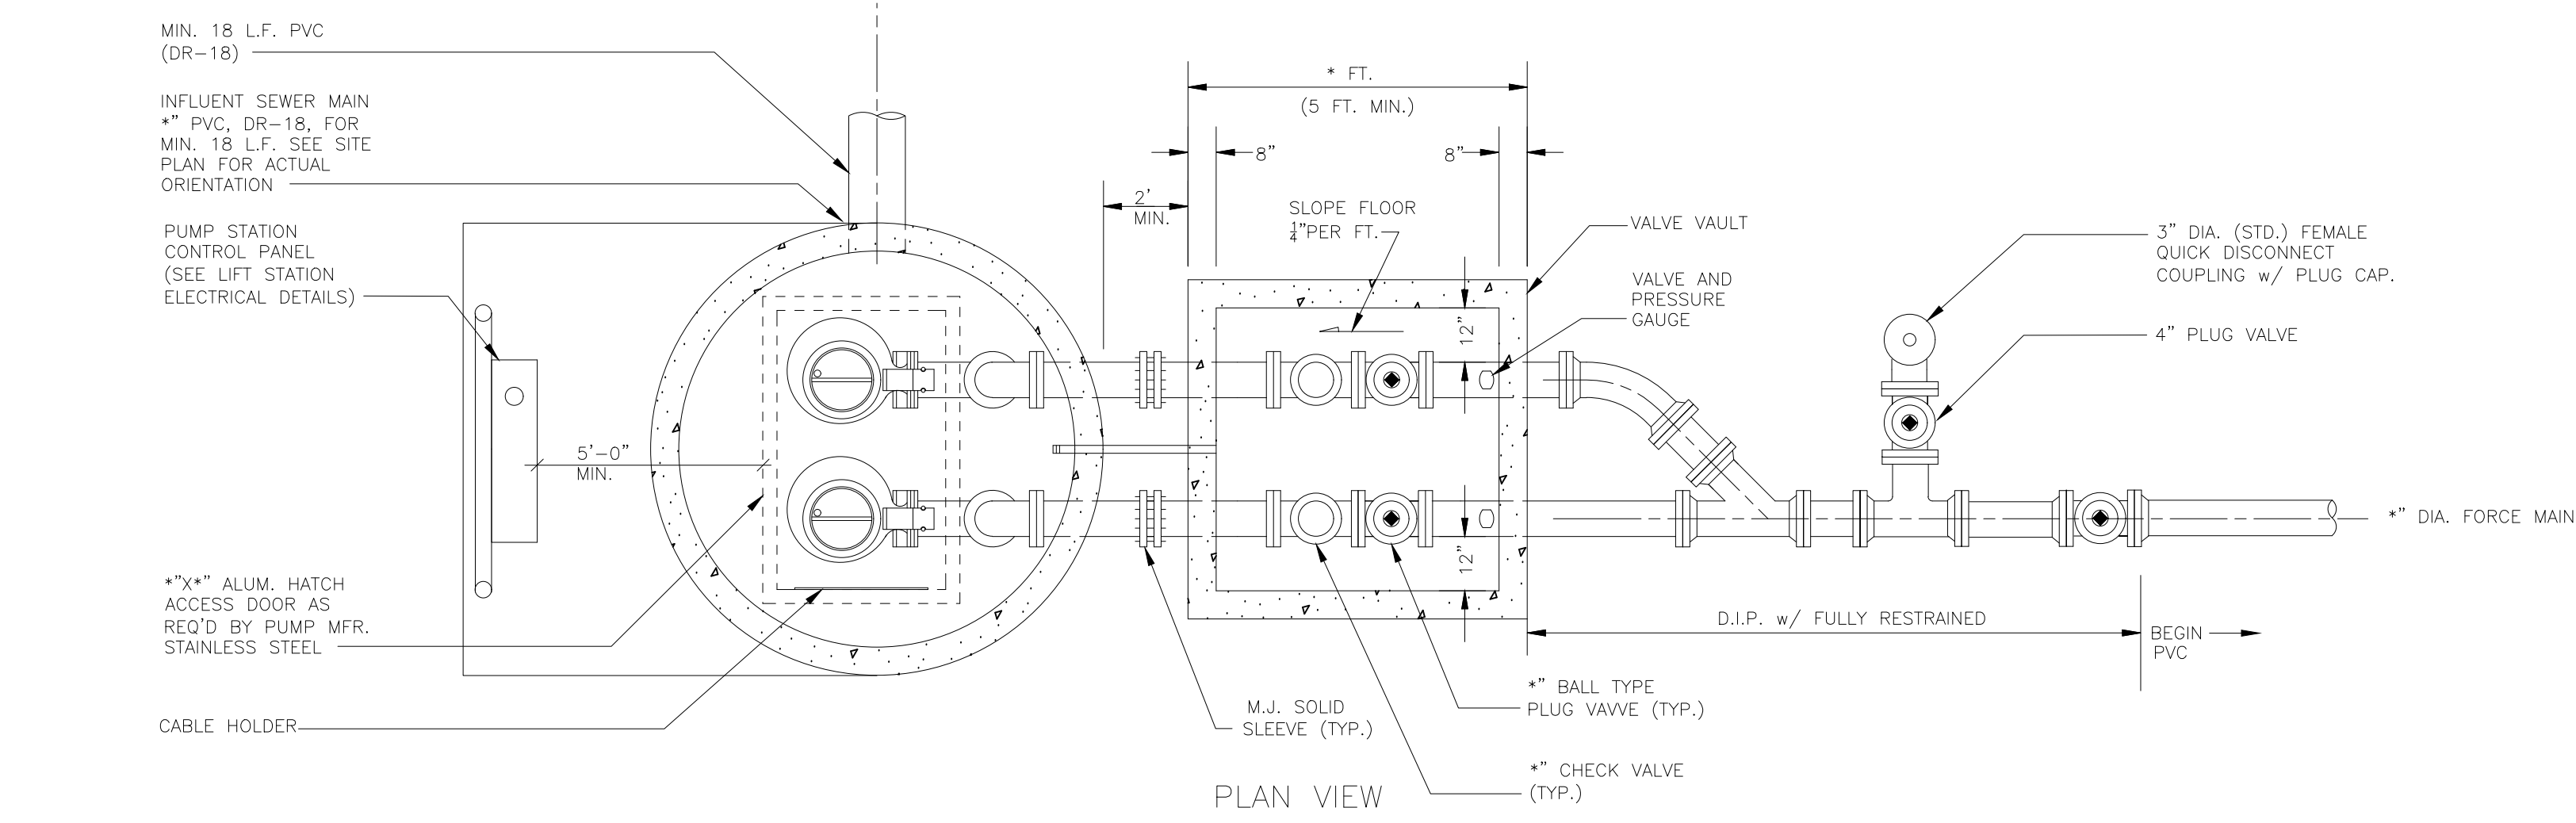 MIN. 18 L.F. PVC
(DR-18)
INFLUENT SEWER MAIN
*" PVC, DR-18, FOR
MIN. 18 L.F. SEE SITE
PLAN FOR ACTUAL
ORIENTATION
PUMP STATION
CONTROL PANEL
(SEE LIFT STATION
ELECTRICAL DETAILS)
5'-0"
MIN.
*"X*" ALUM. HATCH
ACCESS DOOR AS
REQ'D BY PUMP MFR.
STAINLESS STEEL
CABLE HOLDER
* FT.
(5 FT. MIN.)
8"
8"
2'
MIN.
SLOPE FLOOR
1/4"PER FT.
12"
12"
VALVE VAULT
VALVE AND
PRESSURE
GAUGE
3" DIA. (STD.) FEMALE
QUICK DISCONNECT
COUPLING w/ PLUG CAP.
4" PLUG VALVE
*" DIA. FORCE MAIN
D.I.P. w/ FULLY RESTRAINED
BEGIN
PVC
M.J. SOLID
SLEEVE (TYP.)
*" BALL TYPE
PLUG VAVVE (TYP.)
*" CHECK VALVE
(TYP.)
PLAN VIEW